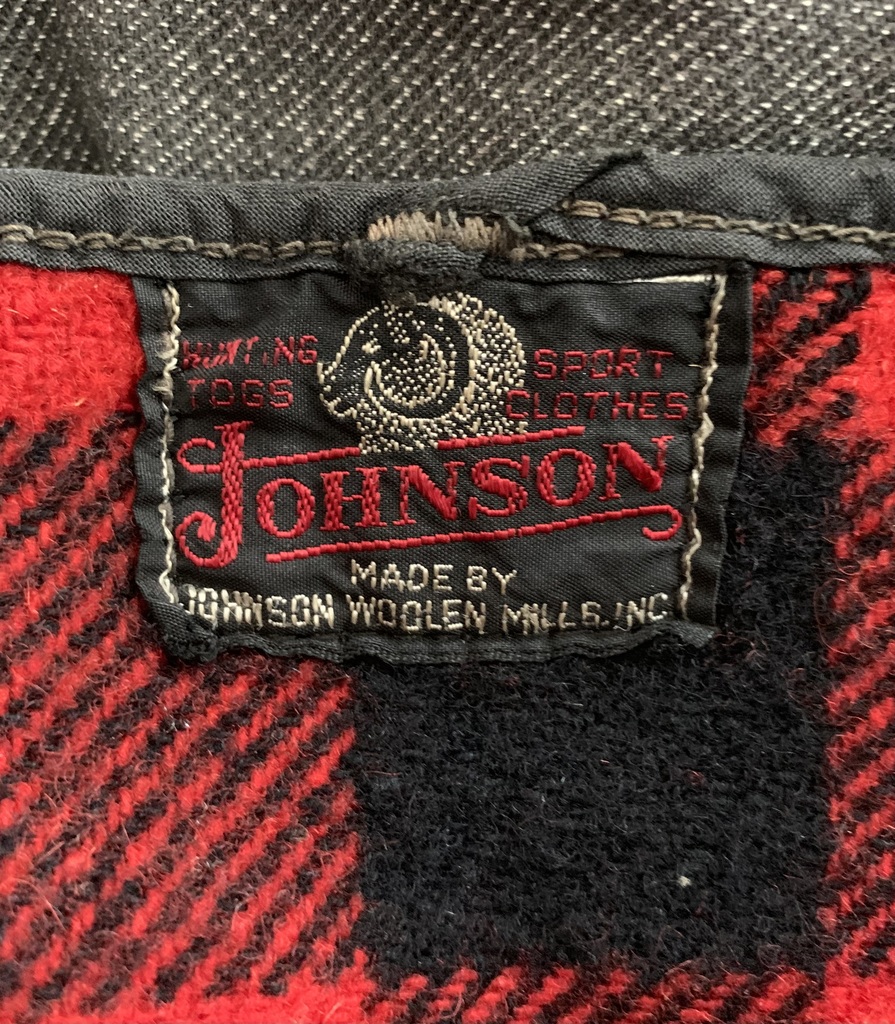 HUNTING
TOGS
SPORT
CLOTHES
JOHNSON
MADE BY
JOHNSON WOOLEN MILLS, INC